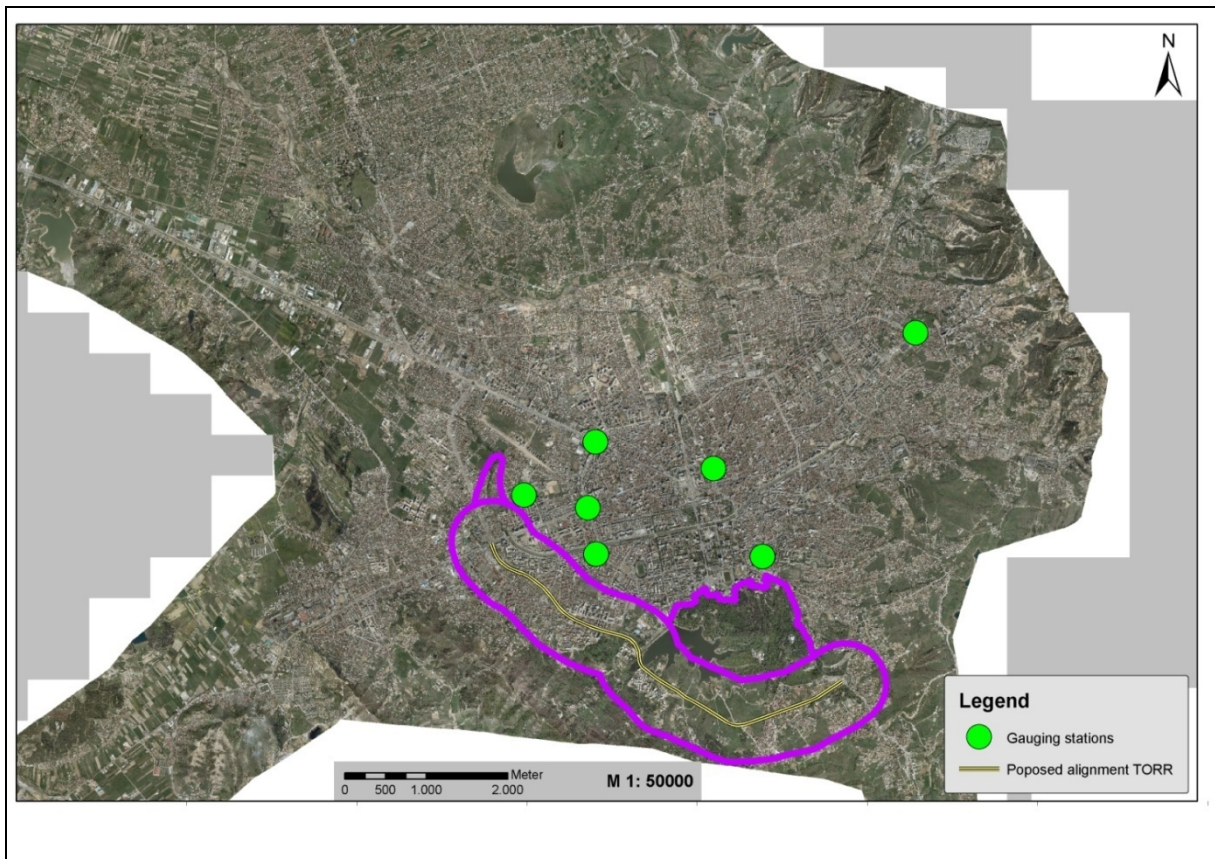 N
Legend
Gauging stations
Poposed alignment TORR
Meter
0 500 1.000 2.000
M 1: 50000